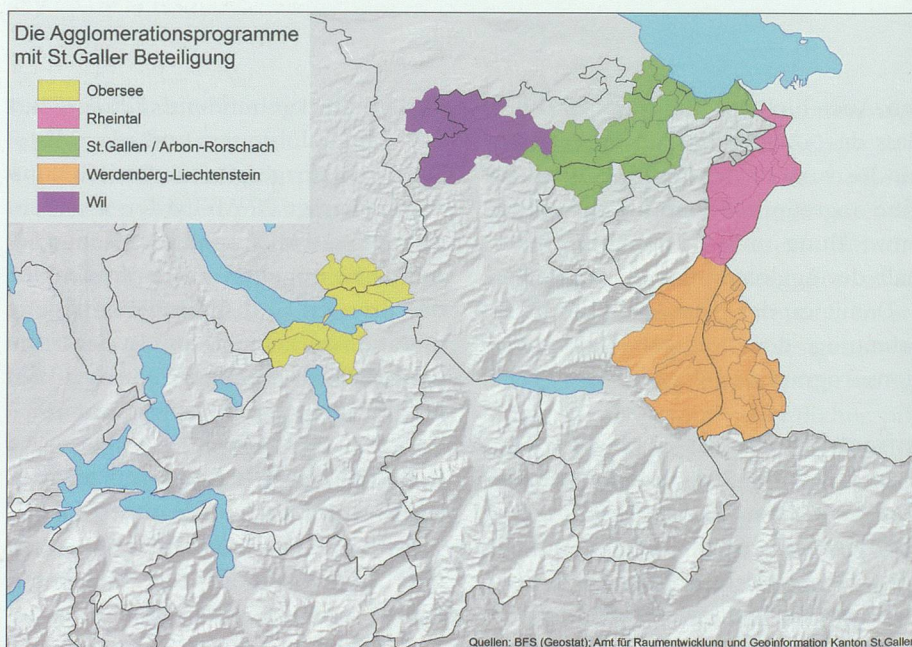 Die Agglomerationsprogramme
mit St.Galler Beteiligung
Obersee
Rheintal
St.Gallen / Arbon-Rorschach
Werdenberg-Liechtenstein
Wil
Quellen: BFS (Geostat); Amt für Raumentwicklung und Geoinformation Kanton St.Gallen